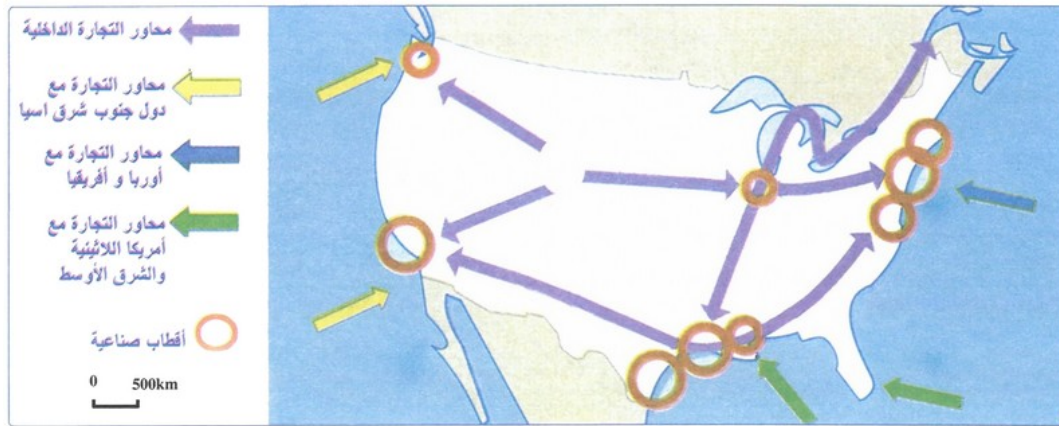 محاور التجارة الداخلية
محاور التجارة مع
دول جنوب شرق اسيا
محاور التجارة مع
أوربا و أفريقيا
محاور التجارة مع
أمريكا اللاثينية
والشرق الأوسط
أقطاب صناعية
0 500km